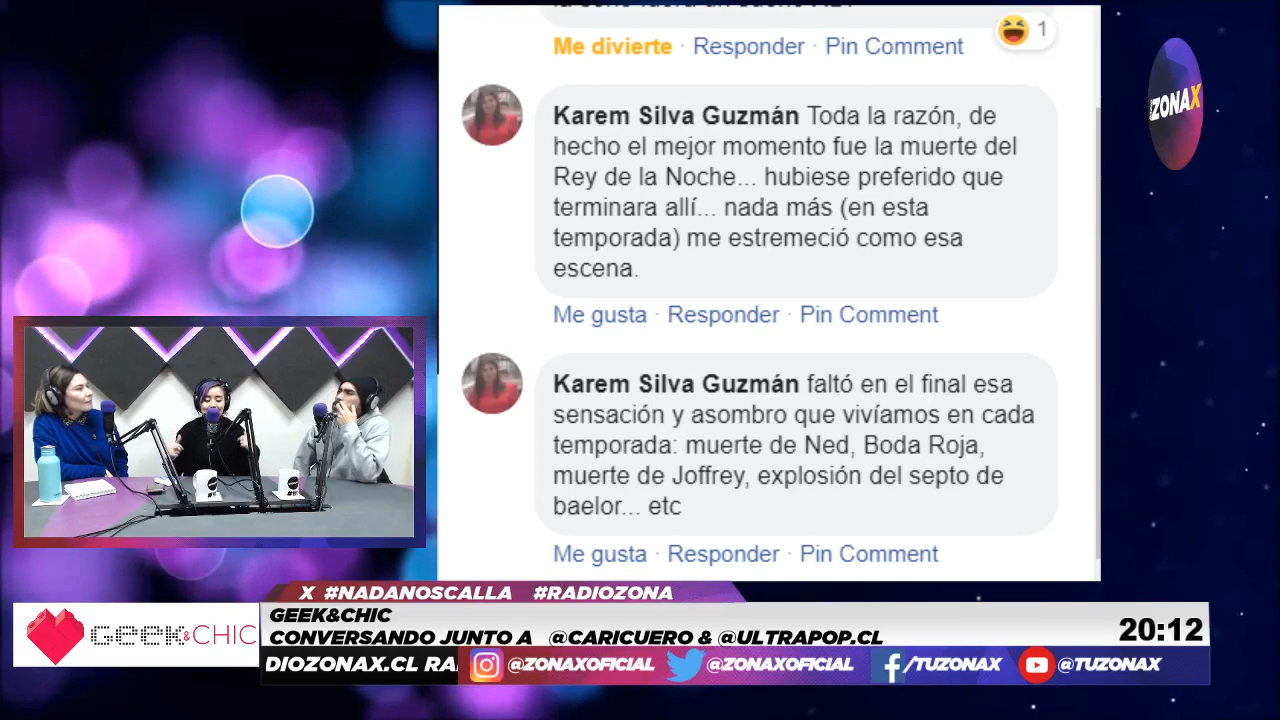 Me divierte · Responder · Pin Comment
1
Karem Silva Guzmán Toda la razón, de
hecho el mejor momento fue la muerte del
Rey de la Noche... hubiese preferido que
terminara allí... nada más (en esta
temporada) me estremeció como esa
escena.
Me gusta · Responder · Pin Comment
Karem Silva Guzmán faltó en el final esa
sensación y asombro que vivíamos en cada
temporada: muerte de Ned, Boda Roja,
muerte de Joffrey, explosión del septo de
baelor... etc
Me gusta · Responder · Pin Comment
ZONAX
X #NADANOSCALLA #RADIOZONA
GEEK&CHIC
GEEK&CHIC
CONVERSANDO JUNTO A @CARICUERO & @ULTRAPOP.CL
20:12
DIOZONAX.CL RA
@ZONAXOFICIAL
@ZONAXOFICIAL
/TUZONAX
@TUZONAX